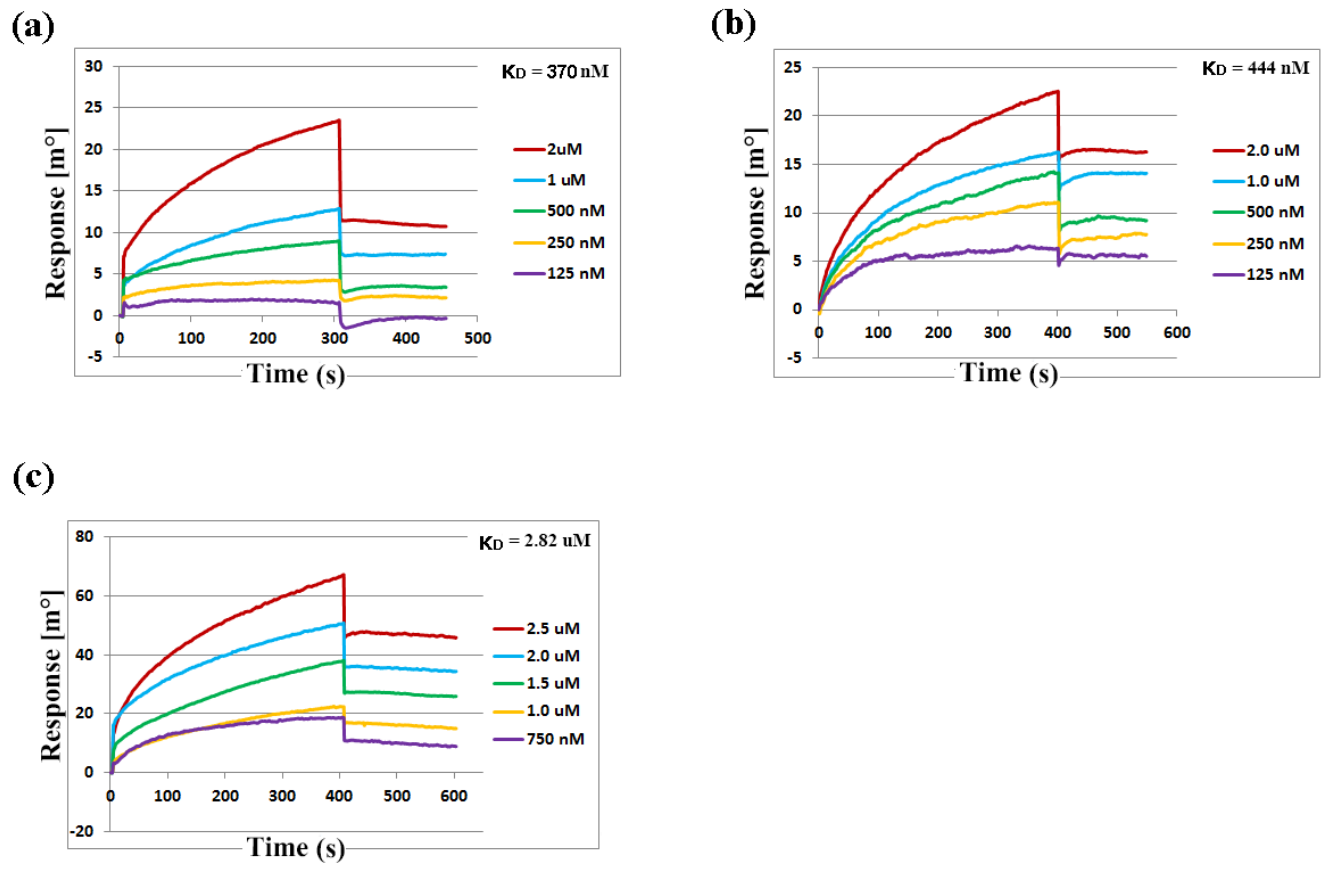 (a)
KD = 370 nM
Response [m°]
30
25
20
15
10
5
0
-5
0 100 200 300 400 500
Time (s)
2uM
1 uM
500 nM
250 nM
125 nM
(b)
KD = 444 nM
Response [m°]
25
20
15
10
5
0
-5
0 100 200 300 400 500 600
Time (s)
2.0 uM
1.0 uM
500 nM
250 nM
125 nM
(c)
KD = 2.82 uM
Response [m°]
80
60
40
20
0
-20
0 100 200 300 400 500 600
Time (s)
2.5 uM
2.0 uM
1.5 uM
1.0 uM
750 nM